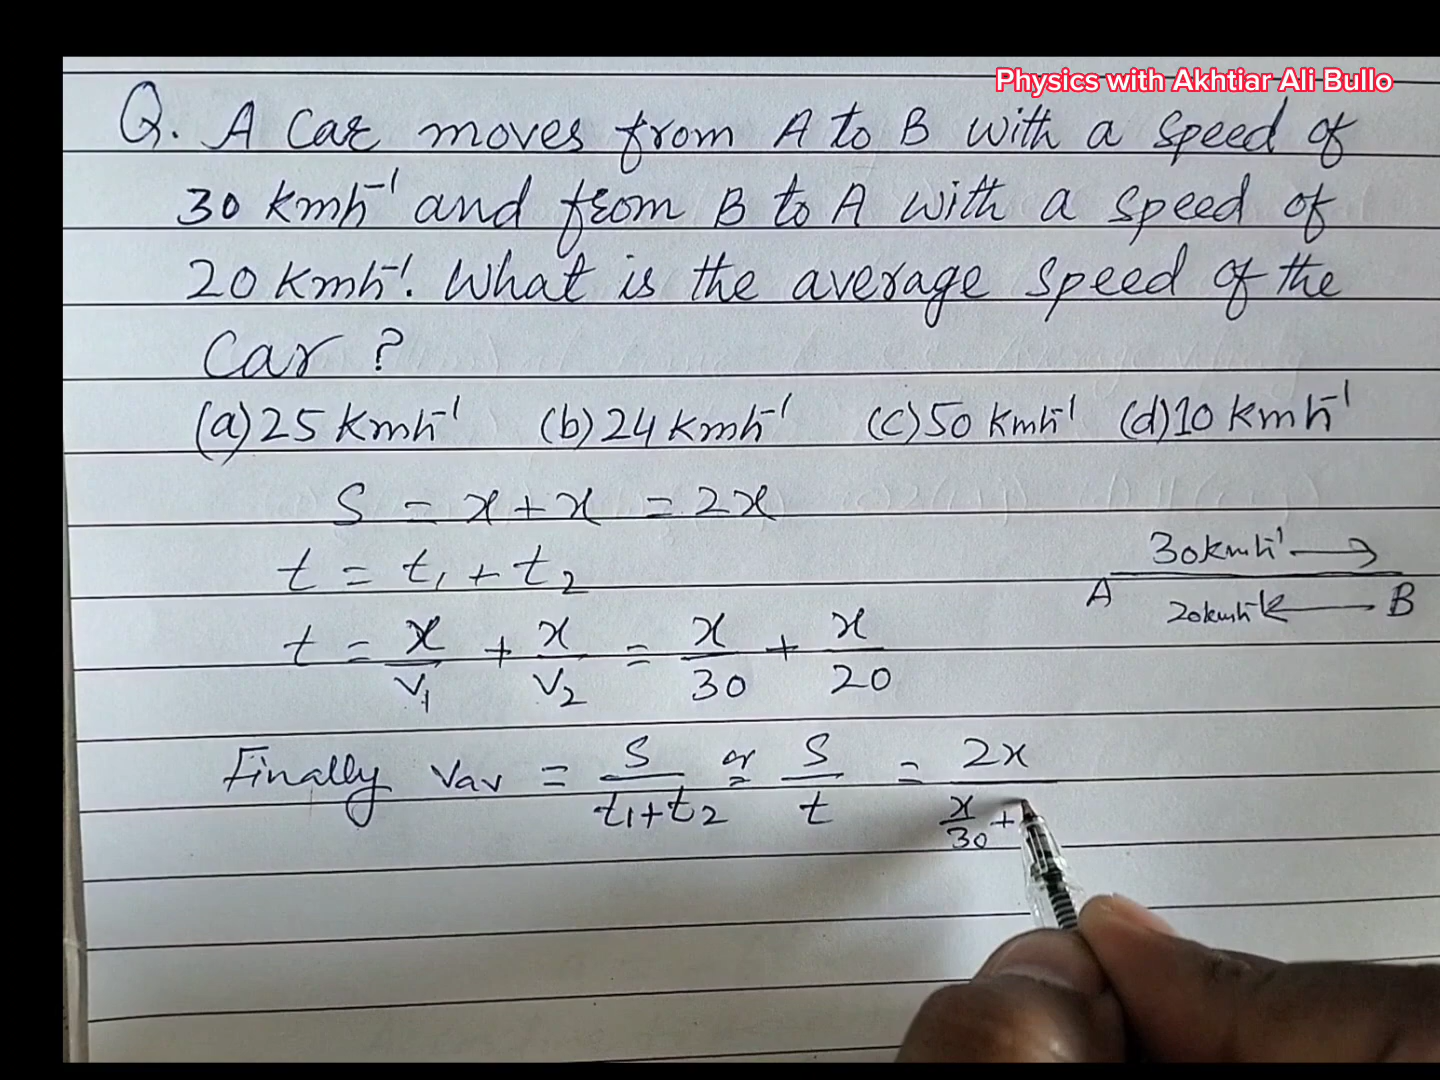 Physics with Akhtiar Ali Bullo
Q. A Car moves from A to B with a speed of
30 kmh⁻¹ and from B to A with a speed of
20 kmh⁻¹. What is the average speed of the
Car ?
(a) 25 kmh⁻¹ (b) 24 kmh⁻¹ (c) 50 kmh⁻¹ (d) 10 kmh⁻¹
S = x + x = 2x
t = t₁ + t₂
30 kmh⁻¹ →
A B
20 kmh⁻¹ ←
t = x/v₁ + x/v₂ = x/30 + x/20
Finally Vav = S/t₁+t₂ or = S/t = 2x/x/30 +